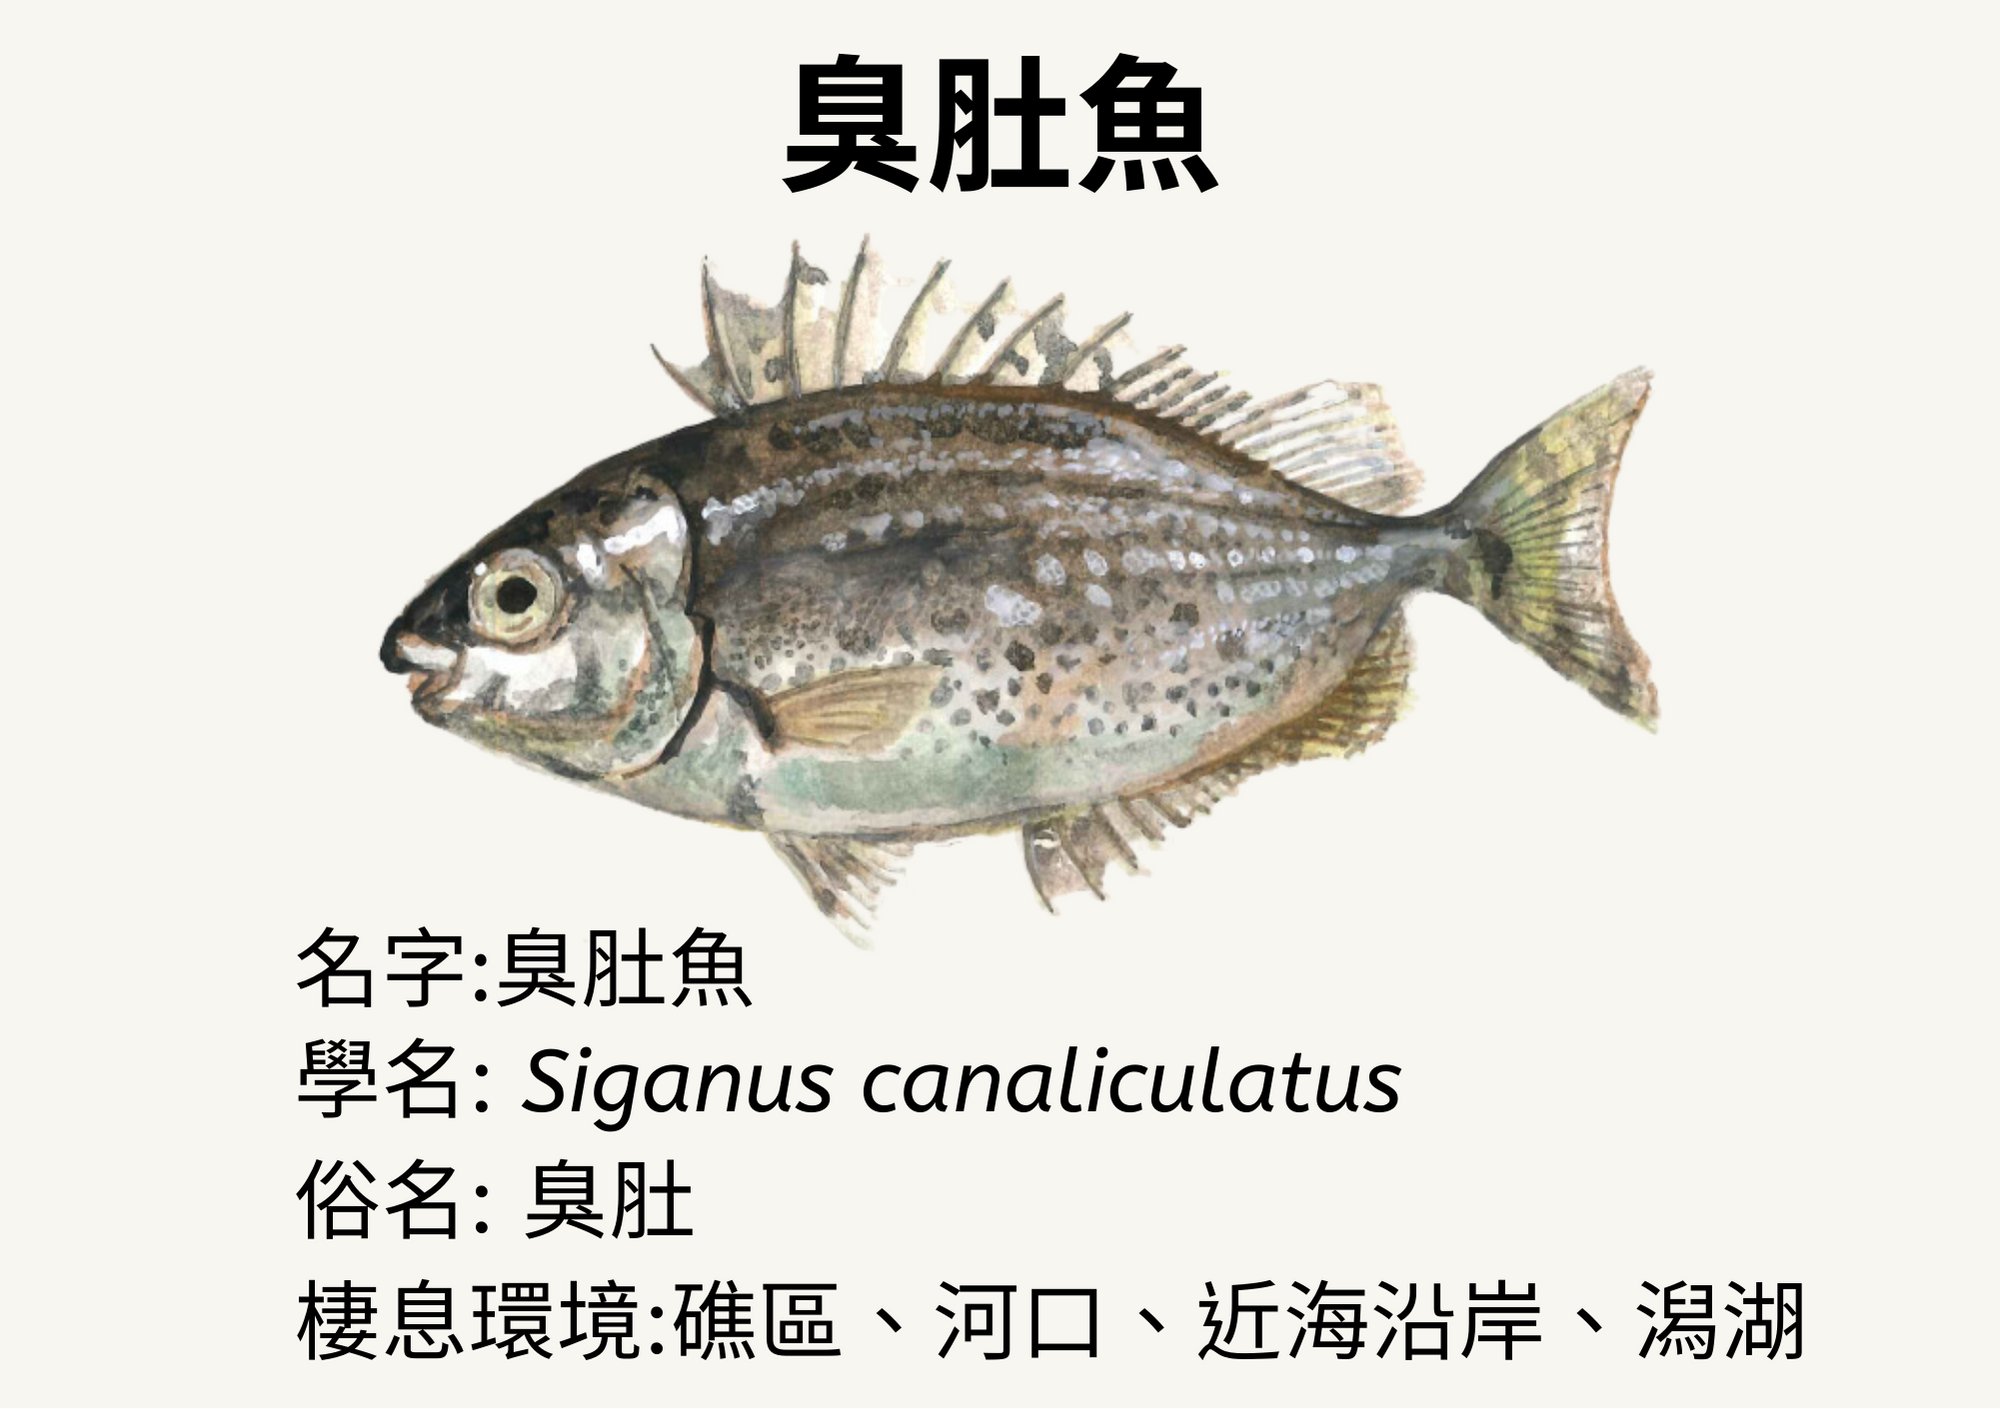 臭肚魚
名字:臭肚魚
學名: Siganus canaliculatus
俗名: 臭肚
棲息環境:礁區、河口、近海沿岸、潟湖